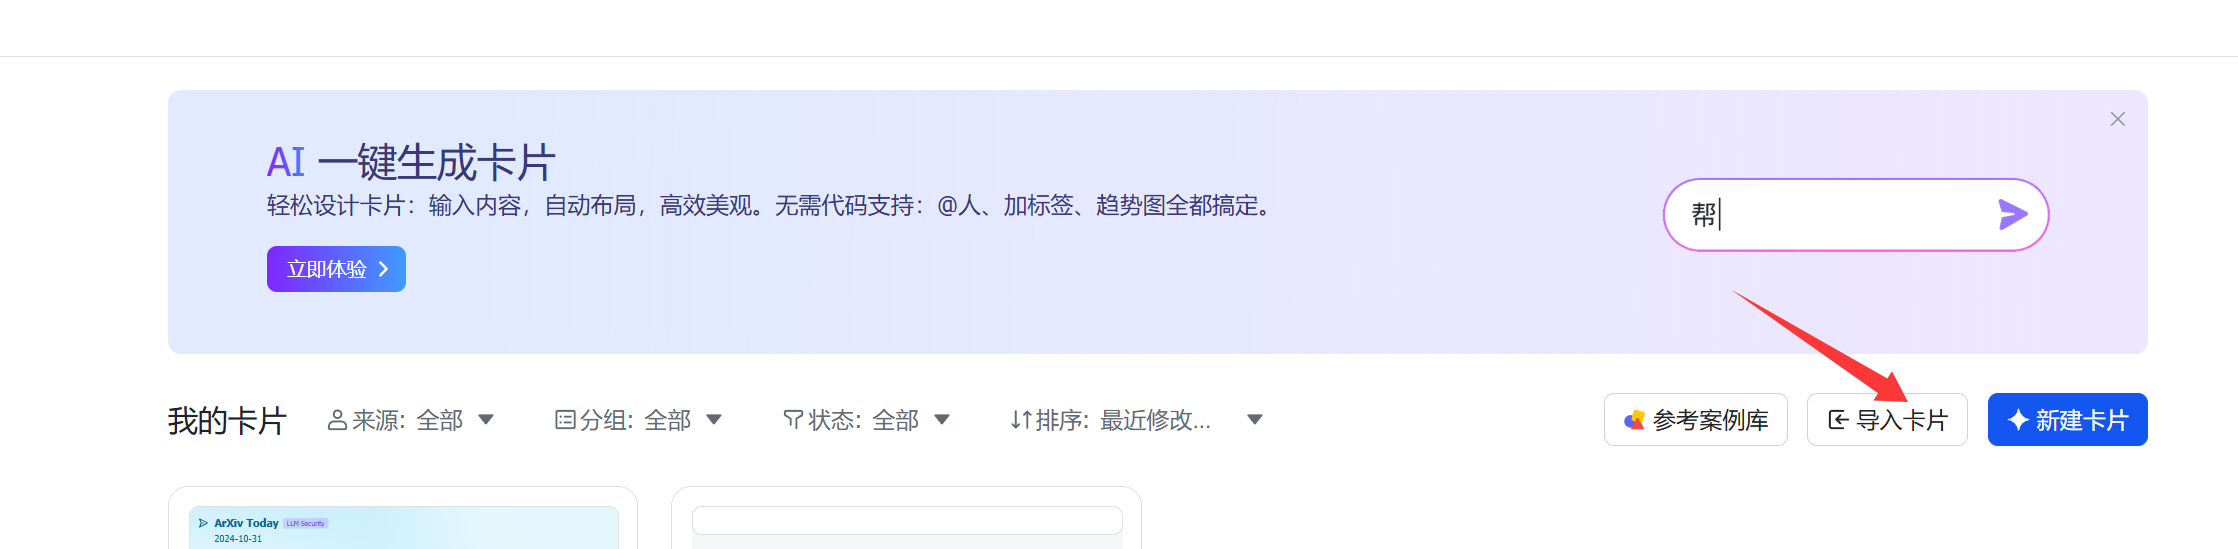 AI 一键生成卡片
轻松设计卡片：输入内容，自动布局，高效美观。无需代码支持：@人、加标签、趋势图全都搞定。
帮
立即体验
我的卡片 来源: 全部 分组: 全部 状态: 全部 排序: 最近修改... 参考案例库 导入卡片 新建卡片
ArXiv Today LLM Security
2024-10-31